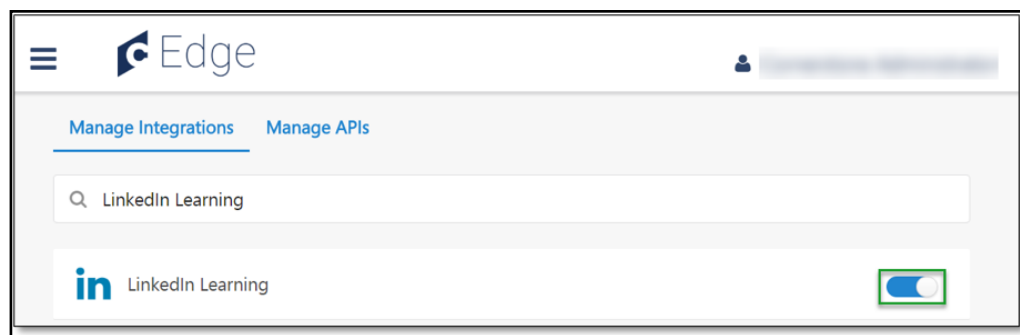 Edge
Manage Integrations Manage APIs
LinkedIn Learning
in LinkedIn Learning